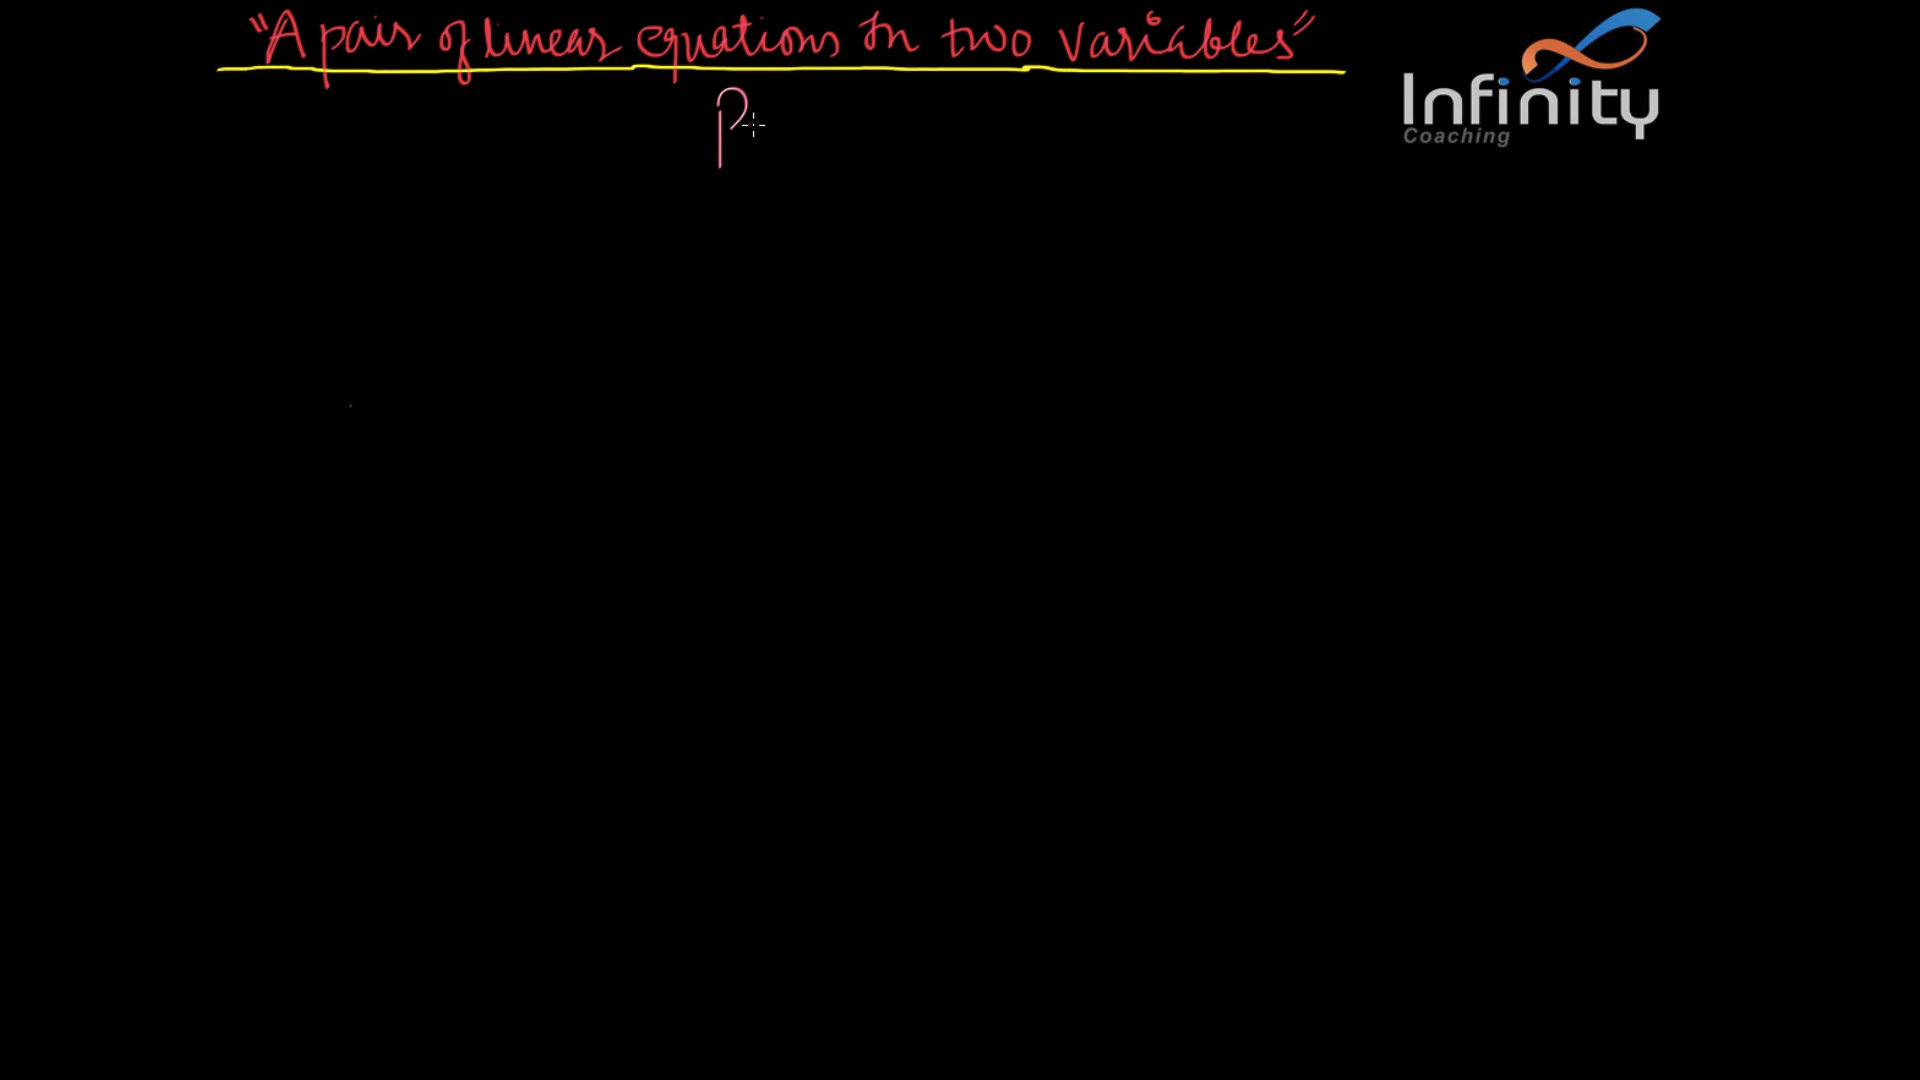 "A pair of linear equations In two variables"
Infinity
Coaching
P